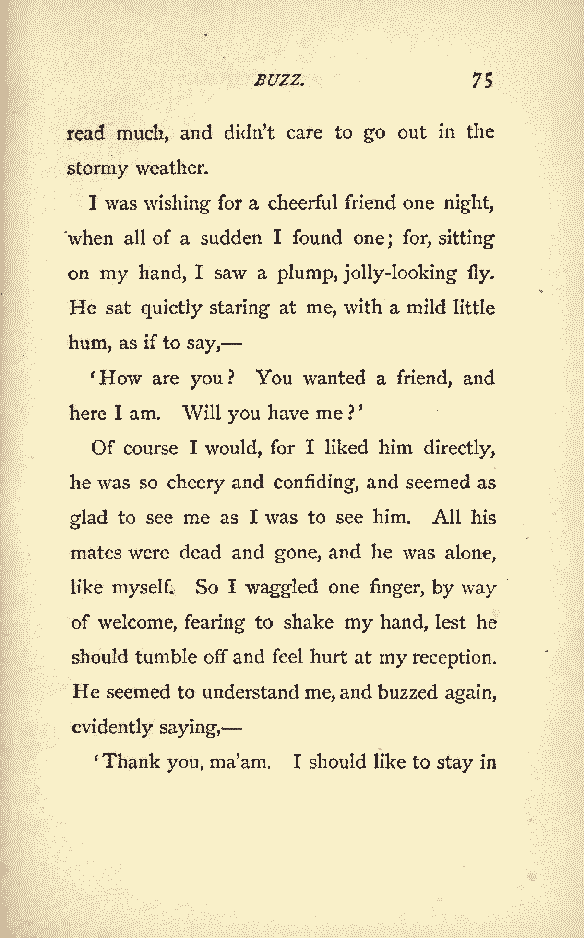 BUZZ. 75
read much, and didn't care to go out in the
stormy weather.
I was wishing for a cheerful friend one night,
when all of a sudden I found one; for, sitting
on my hand, I saw a plump, jolly-looking fly.
He sat quietly staring at me, with a mild little
hum, as if to say,—
'How are you? You wanted a friend, and
here I am. Will you have me?'
Of course I would, for I liked him directly,
he was so cheery and confiding, and seemed as
glad to see me as I was to see him. All his
mates were dead and gone, and he was alone,
like myself. So I waggled one finger, by way
of welcome, fearing to shake my hand, lest he
should tumble off and feel hurt at my reception.
He seemed to understand me, and buzzed again,
evidently saying,—
'Thank you, ma'am. I should like to stay in